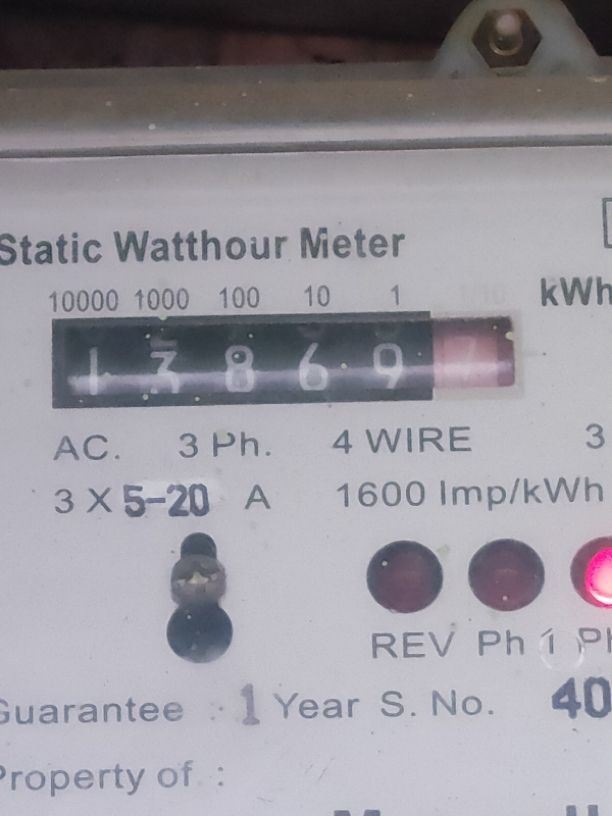 Static Watthour Meter
10000 1000 100 10 1
kWh
1 3 8 6 9 7
AC. 3 Ph. 4 WIRE 3
3 X 5-20 A 1600 Imp/kWh
REV Ph 1
Guarantee : 1 Year S. No. 40
Property of :